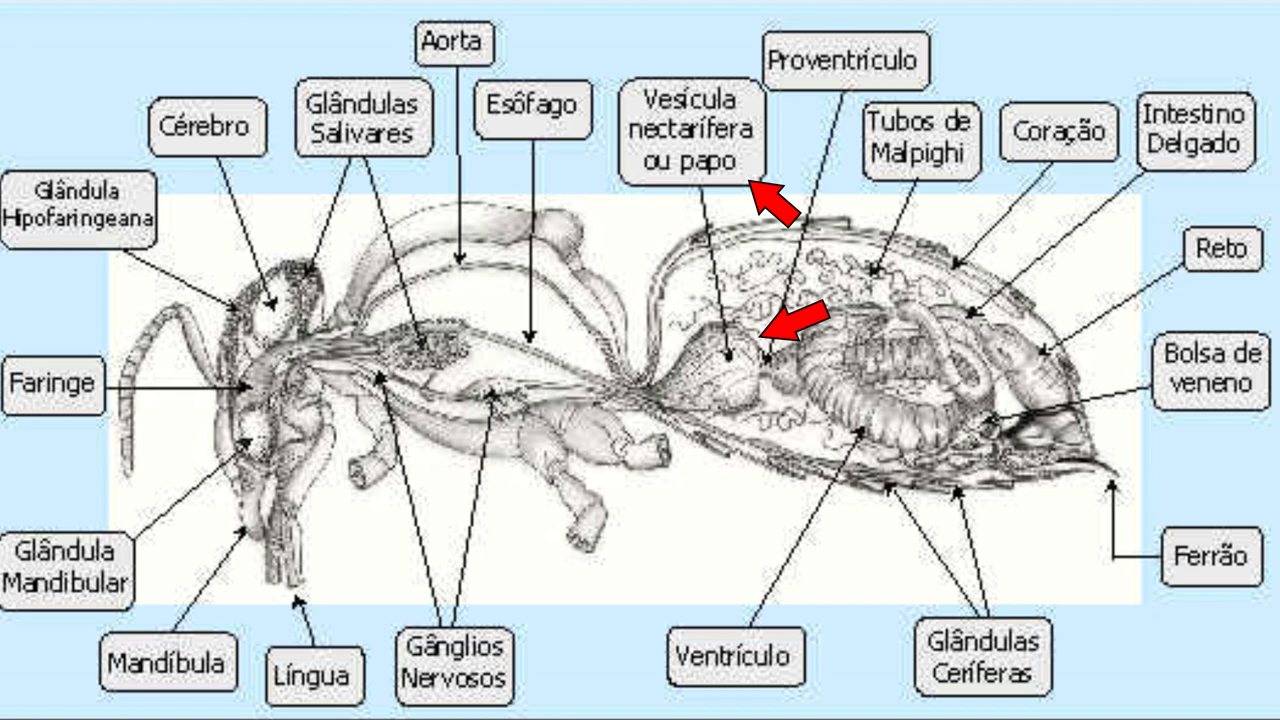 Aorta
Proventrículo
Glândulas
Salivares
Esôfago
Vesícula
nectarífera
ou papo
Cérebro
Tubos de
Malpighi
Coração
Intestino
Delgado
Glândula
Hipofaringeana
Reto
Faringe
Bolsa de
veneno
Glândula
Mandibular
Ferrão
Mandíbula
Língua
Gânglios
Nervosos
Ventrículo
Glândulas
Ceríferas